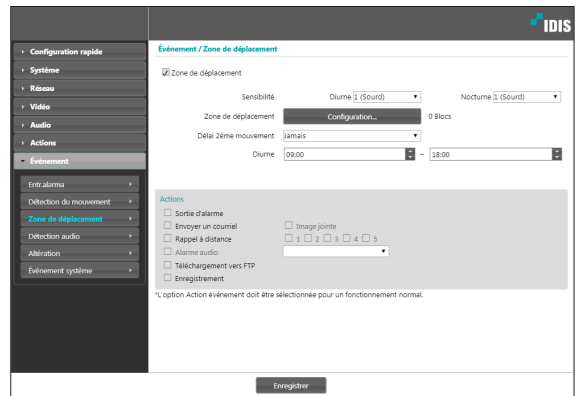 IDIS
Configuration rapide
Système
Réseau
Vidéo
Audio
Actions
Événement
Entr.alarma
Détection du mouvement
Zone de déplacement
Détection audio
Altération
Événement système
Événement / Zone de déplacement
Zone de déplacement
Sensibilité Diurne 1 (Sourd) Nocturne 1 (Sourd)
Zone de déplacement Configuration... 0 Blocs
Délai 2ème mouvement Jamais
Diurne 09:00 ~ 18:00
Actions
Sortie d'alarme
Envoyer un courriel Image jointe
Rappel à distance 1 2 3 4 5
Alarme audio
Téléchargement vers FTP
Enregistrement
*L'option Action événement doit être sélectionnée pour un fonctionnement normal.
Enregistrer